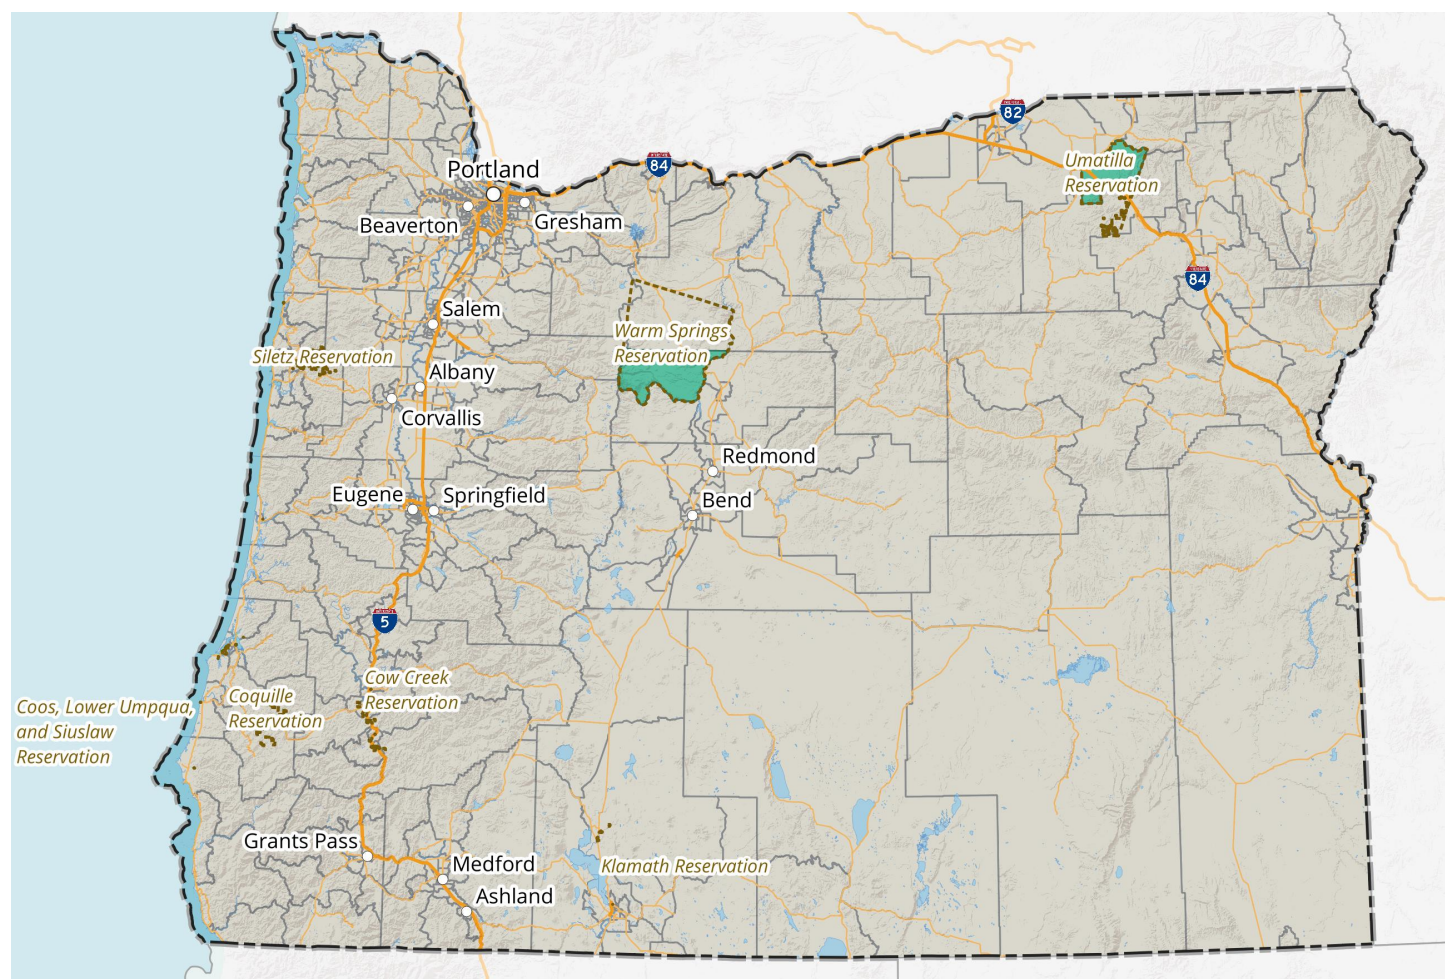 82
84
Umatilla
Reservation
Portland
Beaverton
Gresham
84
Salem
Warm Springs
Reservation
Siletz Reservation
Albany
Corvallis
Redmond
Eugene
Springfield
Bend
5
Cow Creek
Reservation
Coquille
Reservation
Coos, Lower Umpqua,
and Siuslaw
Reservation
Grants Pass
Medford
Klamath Reservation
Ashland